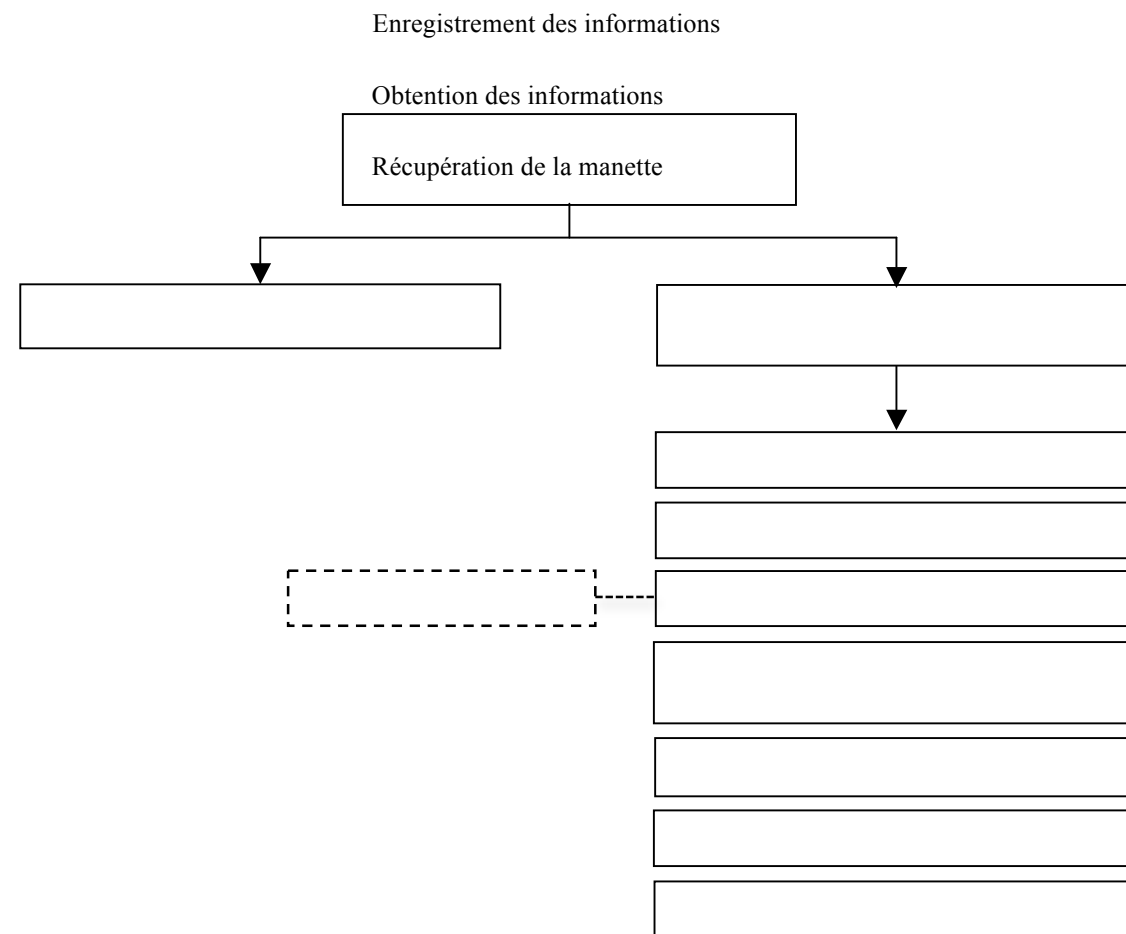 Enregistrement des informations
Obtention des informations
Récupération de la manette